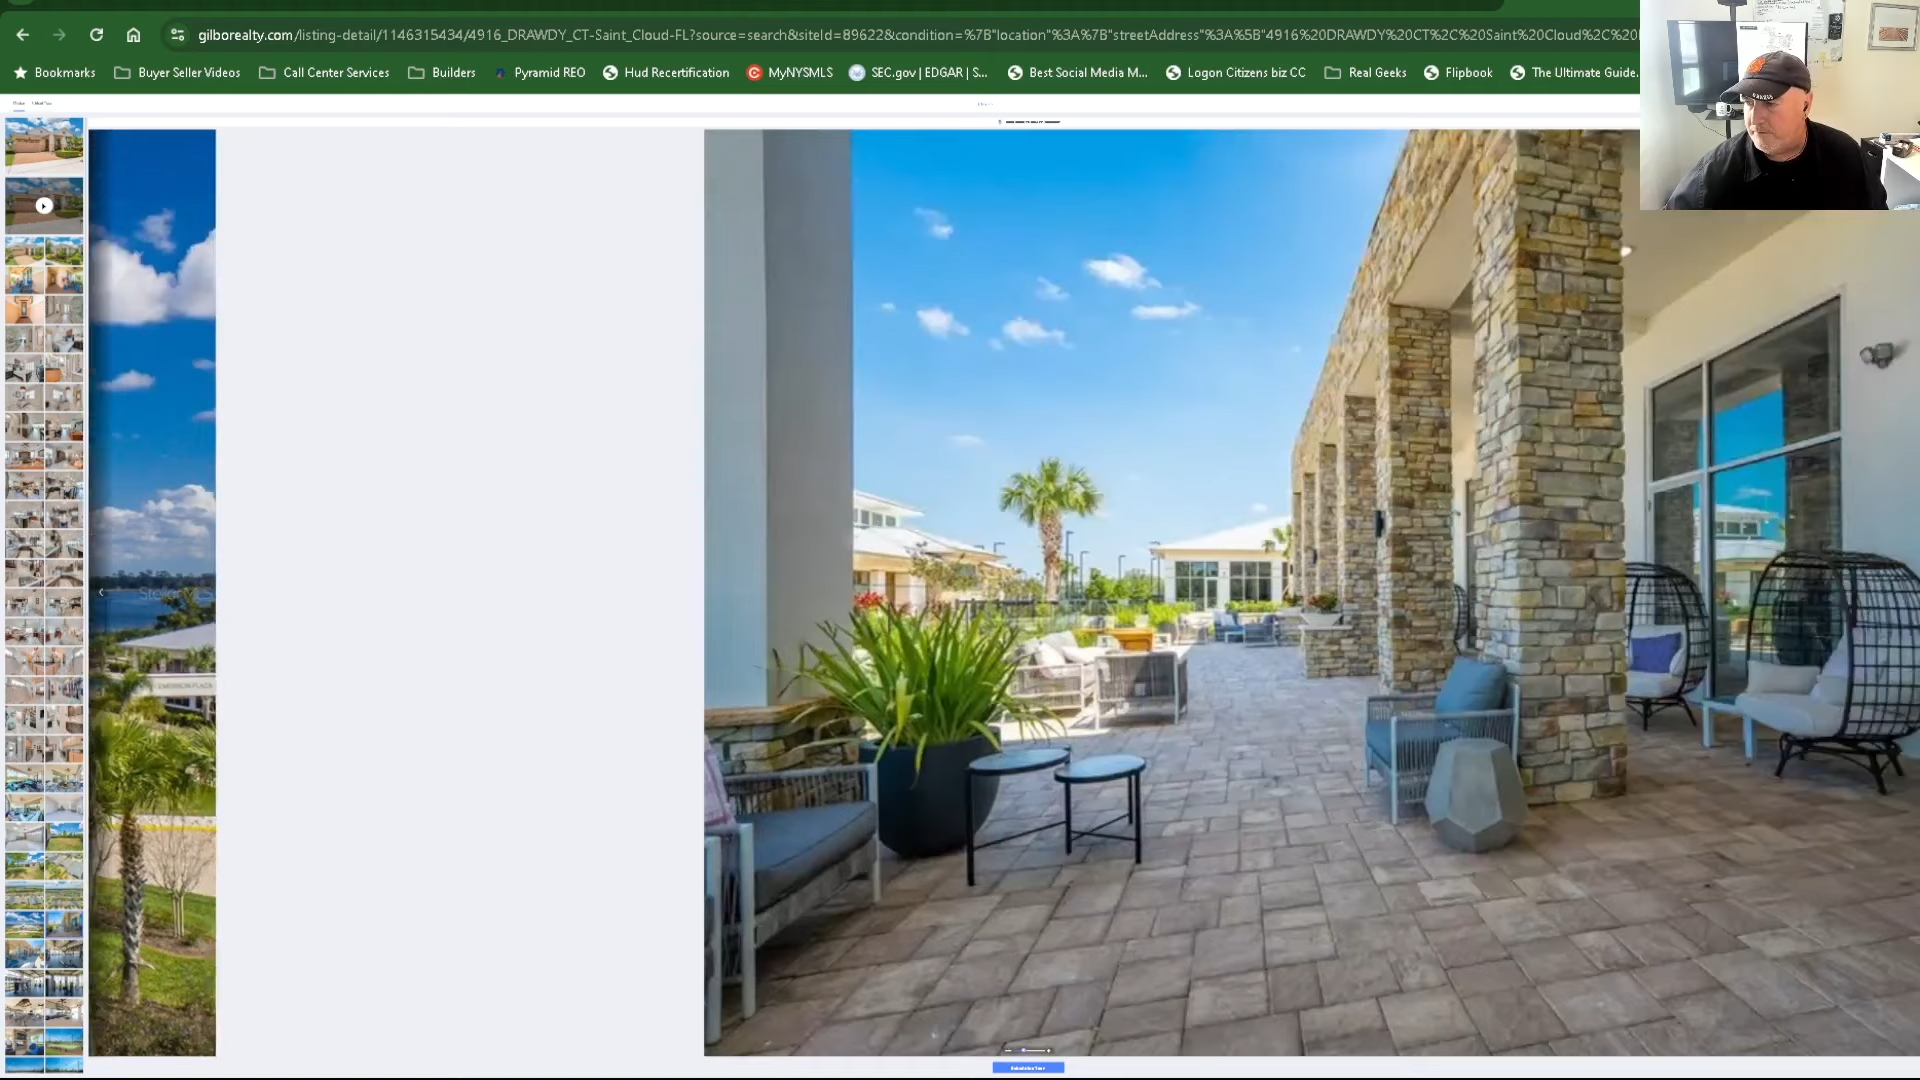 gilborealty.com/listing-detail/1146315434/4916_DRAWDY_CT-Saint_Cloud-FL?source=search&siteId=89622&condition=%7B"location"%3A%7B"streetAddress"%3A%5B"4916%20DRAWDY%20CT%2C%20Saint%20Cloud%2C%20
Bookmarks Buyer Seller Videos Call Center Services Builders Pyramid REO Hud Recertification MyNYSMLS SEC.gov | EDGAR | S... Best Social Media M... Logon Citizens biz CC Real Geeks Flipbook The Ultimate Guide.
Schedule Tour